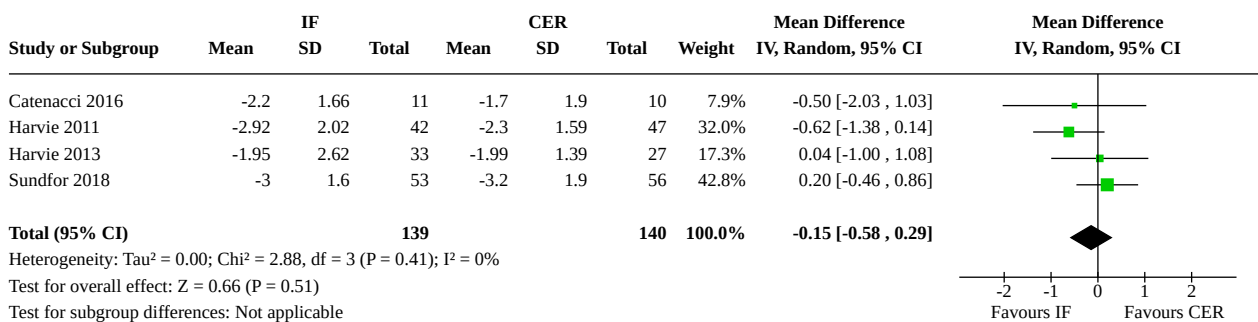 IF CER Mean Difference Mean Difference
Study or Subgroup Mean SD Total Mean SD Total Weight IV, Random, 95% CI IV, Random, 95% CI
Catenacci 2016 -2.2 1.66 11 -1.7 1.9 10 7.9% -0.50 [-2.03 , 1.03]
Harvie 2011 -2.92 2.02 42 -2.3 1.59 47 32.0% -0.62 [-1.38 , 0.14]
Harvie 2013 -1.95 2.62 33 -1.99 1.39 27 17.3% 0.04 [-1.00 , 1.08]
Sundfor 2018 -3 1.6 53 -3.2 1.9 56 42.8% 0.20 [-0.46 , 0.86]
Total (95% CI) 139 140 100.0% -0.15 [-0.58 , 0.29]
Heterogeneity: Tau² = 0.00; Chi² = 2.88, df = 3 (P = 0.41); I² = 0%
Test for overall effect: Z = 0.66 (P = 0.51)
Test for subgroup differences: Not applicable
-2 -1 0 1 2
Favours IF Favours CER